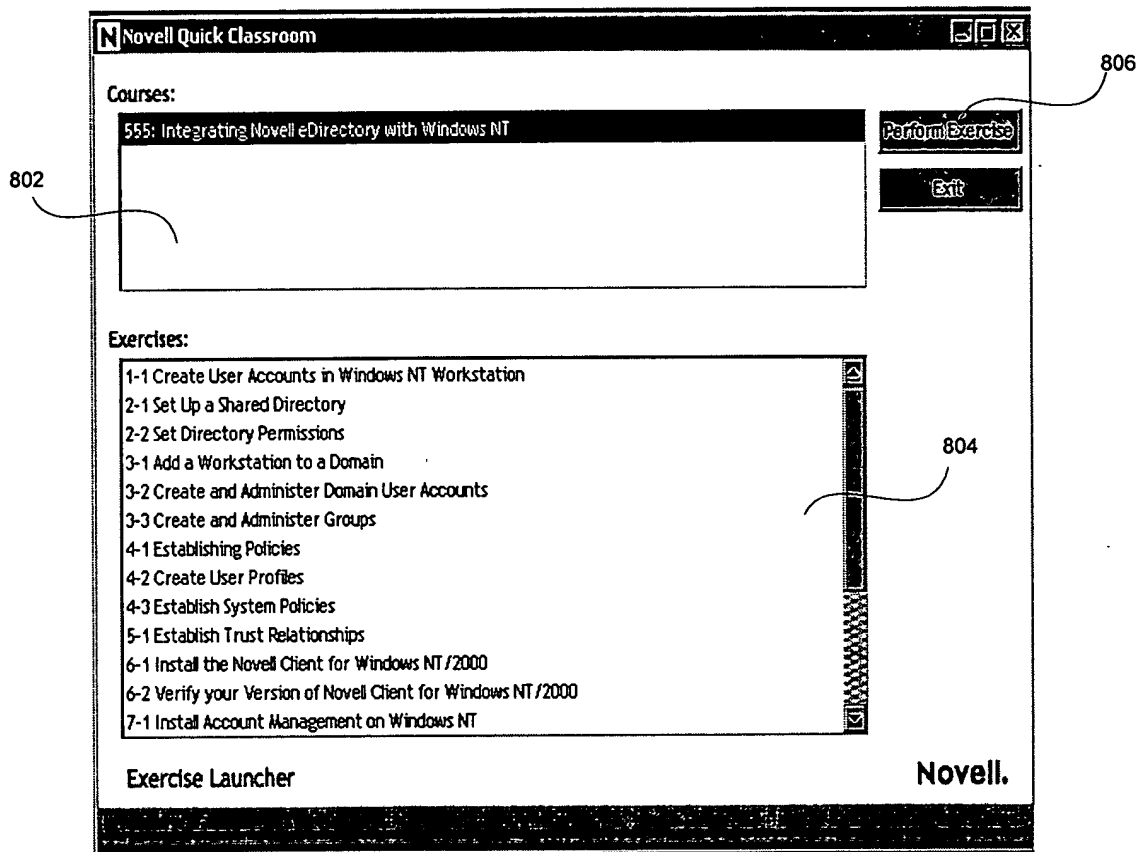 N Novell Quick Classroom
806
Courses:
555: Integrating Novell eDirectory with Windows NT
Perform Exercise
802
Exit
Exercises:
1-1 Create User Accounts in Windows NT Workstation
2-1 Set Up a Shared Directory
2-2 Set Directory Permissions
804
3-1 Add a Workstation to a Domain
3-2 Create and Administer Domain User Accounts
3-3 Create and Administer Groups
4-1 Establishing Policies
4-2 Create User Profiles
4-3 Establish System Policies
5-1 Establish Trust Relationships
6-1 Install the Novell Client for Windows NT/2000
6-2 Verify your Version of Novell Client for Windows NT/2000
7-1 Install Account Management on Windows NT
Exercise Launcher
Novell.